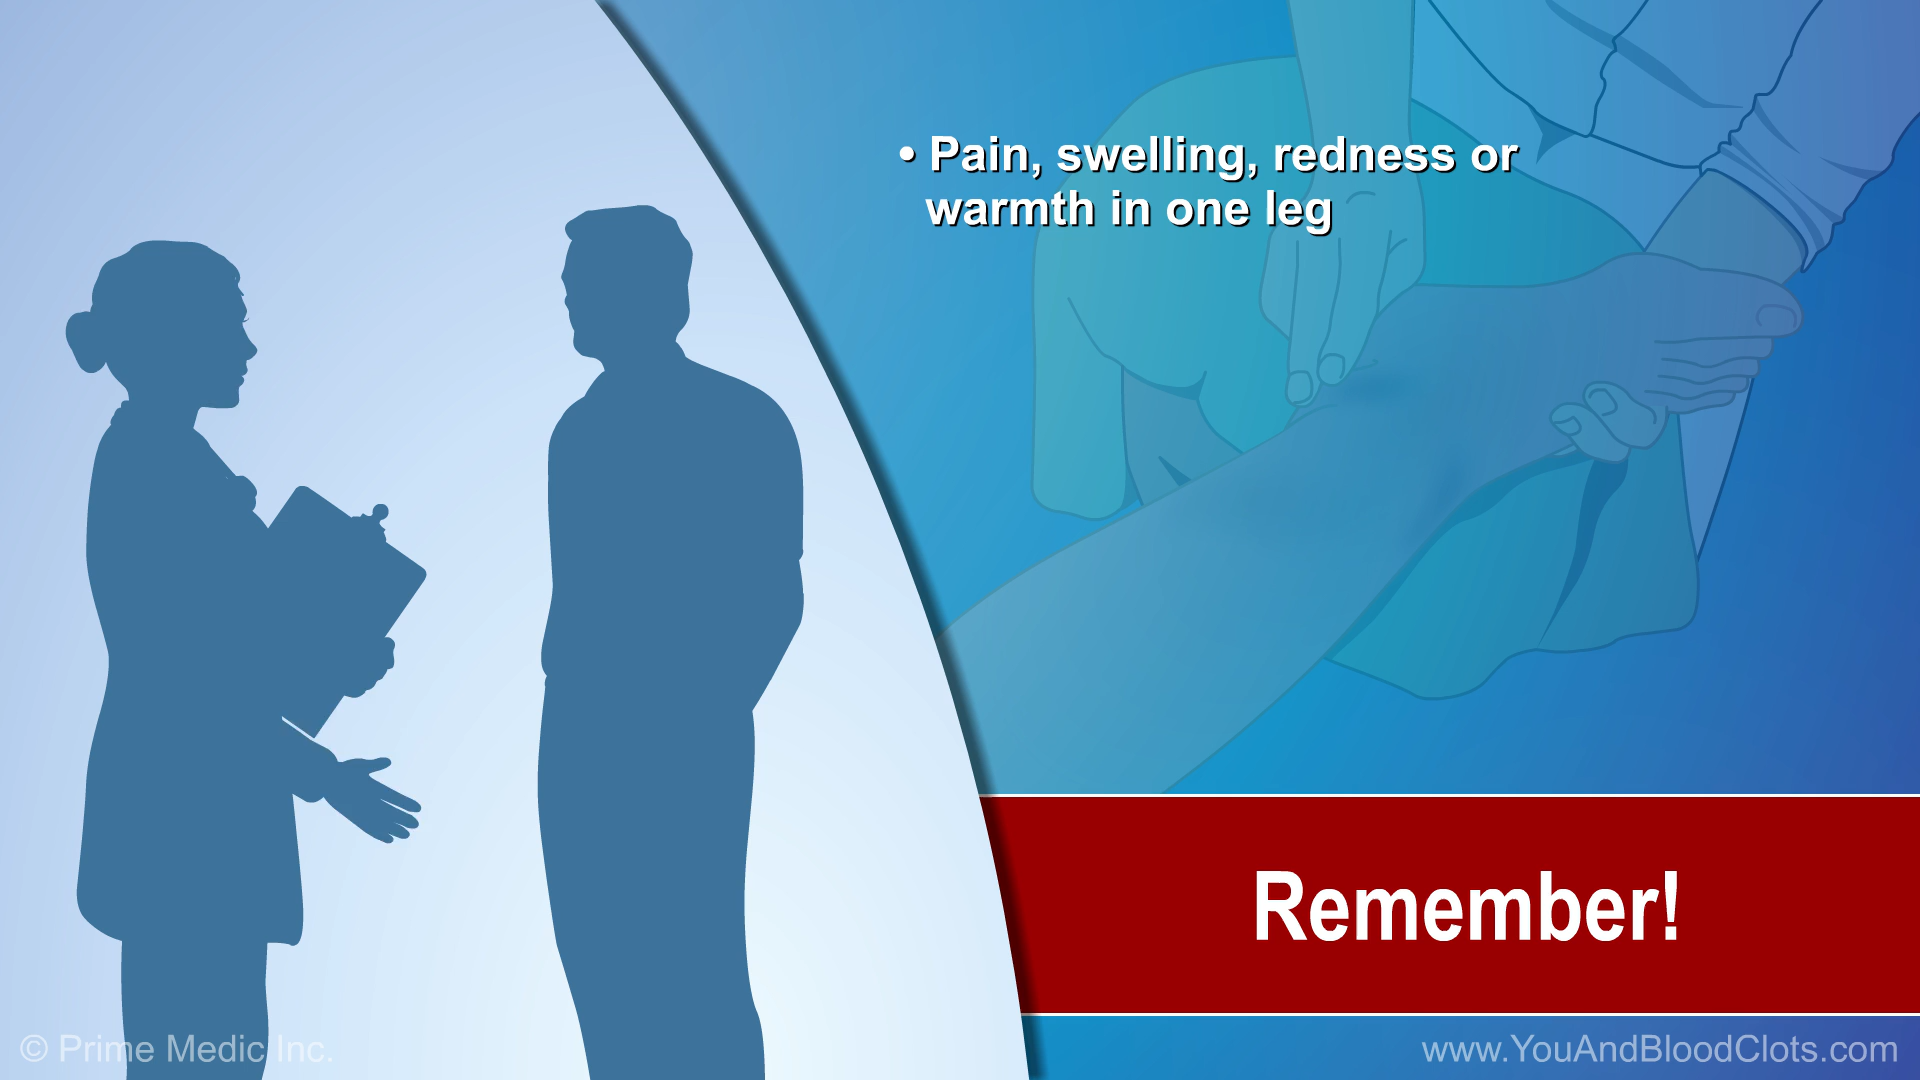 • Pain, swelling, redness or
warmth in one leg
Remember!
© Prime Medic Inc.
www.YouAndBloodClots.com